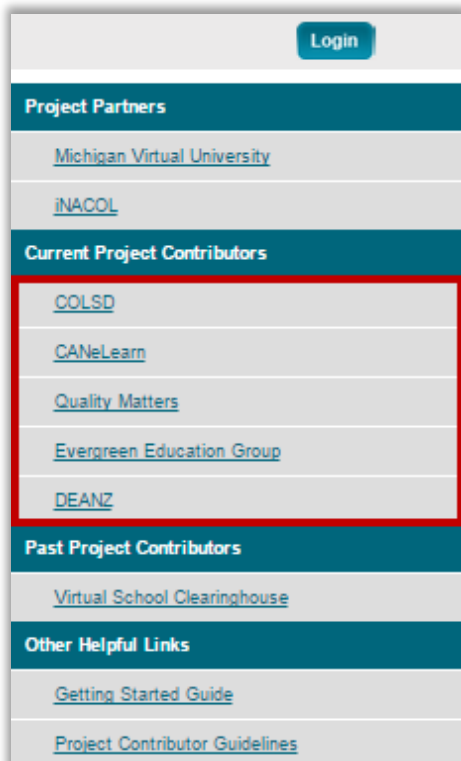 Login
Project Partners
Michigan Virtual University
iNACOL
Current Project Contributors
COLSD
CANeLearn
Quality Matters
Evergreen Education Group
DEANZ
Past Project Contributors
Virtual School Clearinghouse
Other Helpful Links
Getting Started Guide
Project Contributor Guidelines